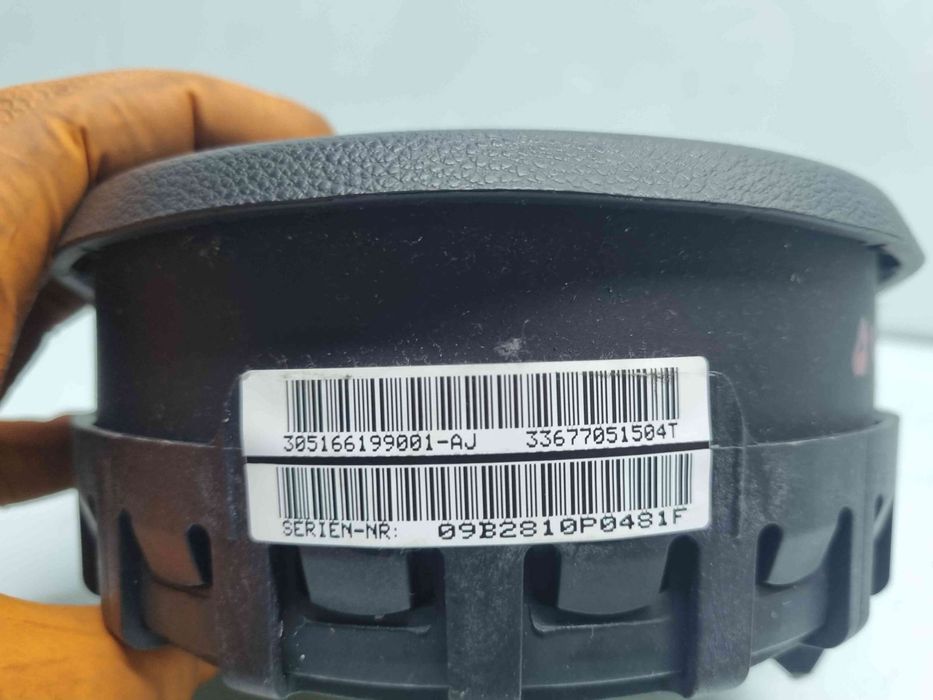 305166199001-AJ 33677051504T
SERIEN-NR: 09B2810P0481F